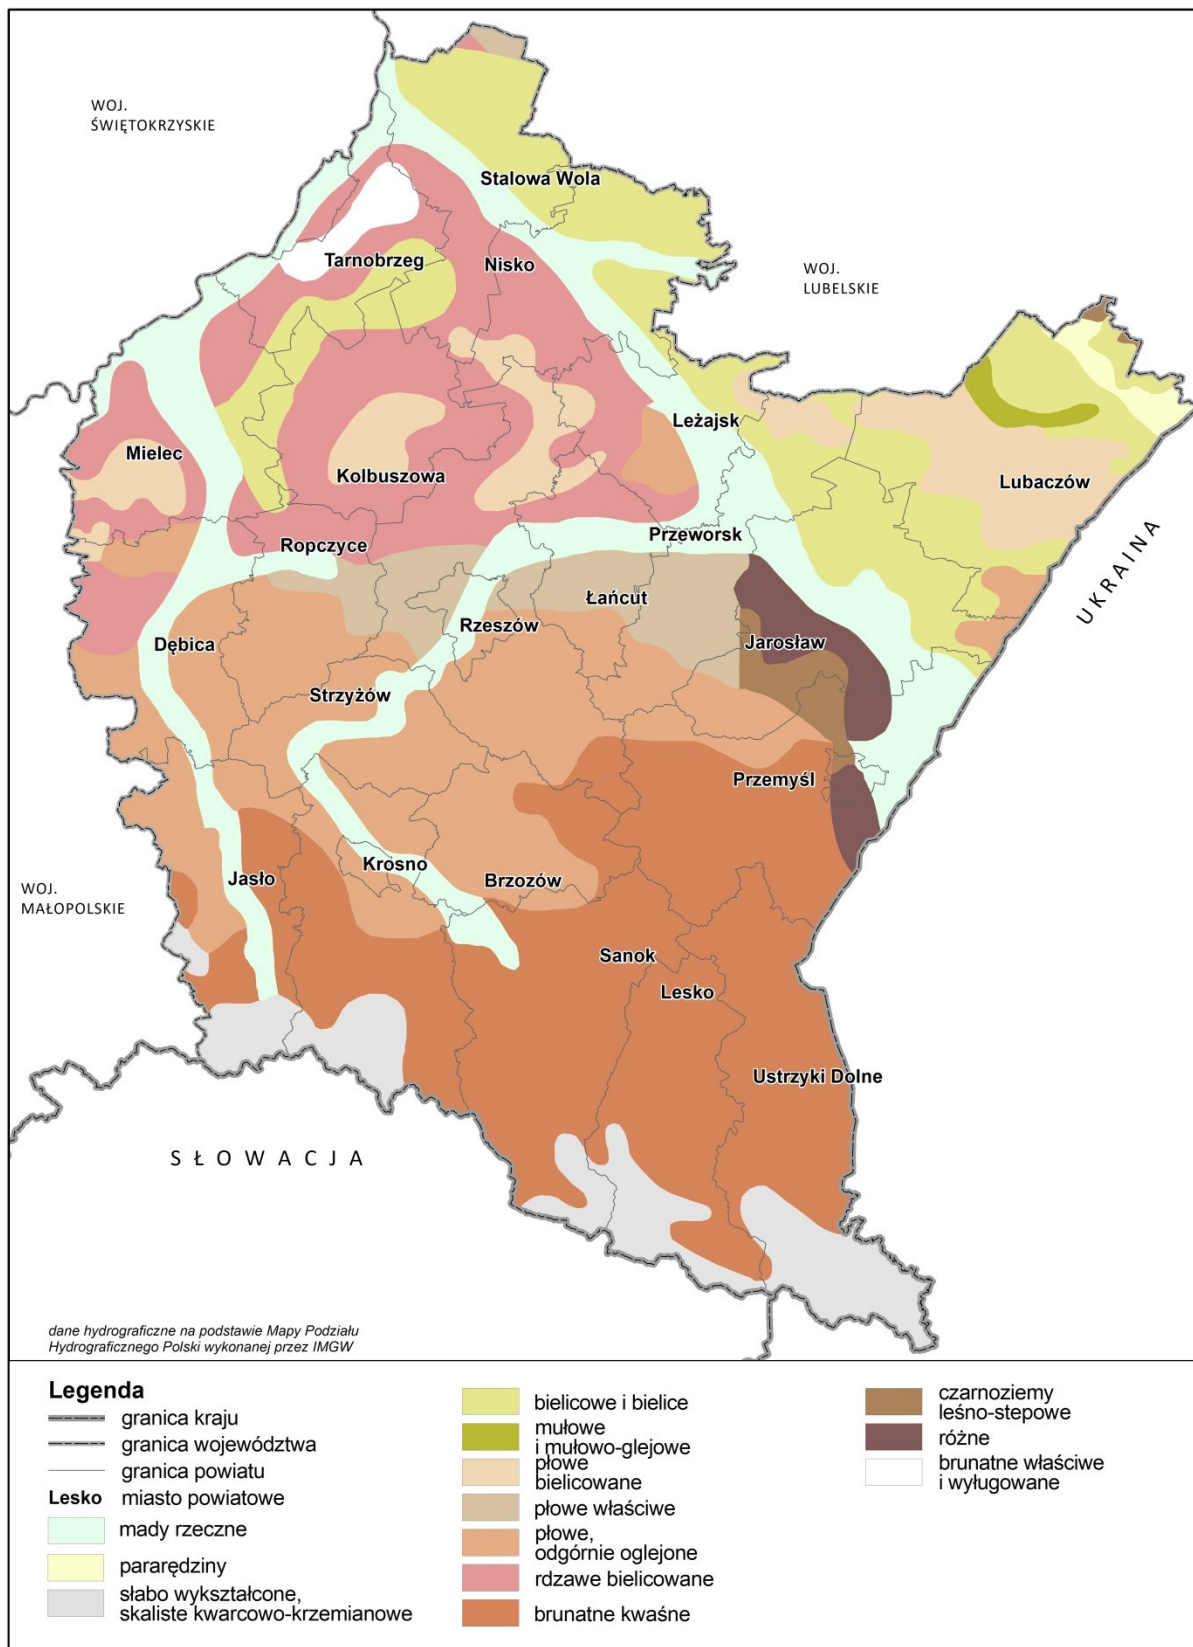 WOJ.
ŚWIĘTOKRZYSKIE
Stalowa Wola
Tarnobrzeg
Nisko
WOJ.
LUBELSKIE
Leżajsk
Mielec
Kolbuszowa
Lubaczów
Ropczyce
Przeworsk
UKRAINA
Łańcut
Rzeszów
Dębica
Jarosław
Strzyżów
Przemyśl
Krosno
Jasło
Brzozów
WOJ.
MAŁOPOLSKIE
Sanok
Lesko
Ustrzyki Dolne
SŁOWACJA
dane hydrograficzne na podstawie Mapy Podziału
Hydrograficznego Polski wykonanej przez IMGW
Legenda
granica kraju
granica województwa
granica powiatu
Lesko miasto powiatowe
mady rzeczne
pararędziny
słabo wykształcone,
skaliste kwarcowo-krzemianowe
bielicowe i bielice
mułowe
i mułowo-glejowe
płowe
bielicowane
płowe właściwe
płowe,
odgórnie oglejone
rdzawe bielicowane
brunatne kwaśne
czarnoziemy
leśno-stepowe
różne
brunatne właściwe
i wyługowane